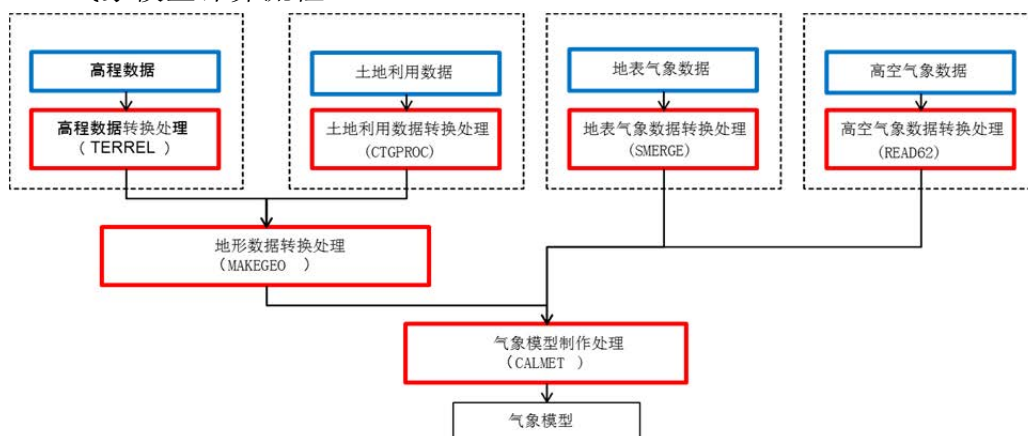 高程数据
土地利用数据
地表气象数据
高空气象数据
高程数据转换处理
(TERREL)
土地利用数据转换处理
(CTGPROC)
地表气象数据转换处理
(SMERGE)
高空气象数据转换处理
(READ62)
地形数据转换处理
(MAKEGEO)
气象模型制作处理
(CALMET)
气象模型